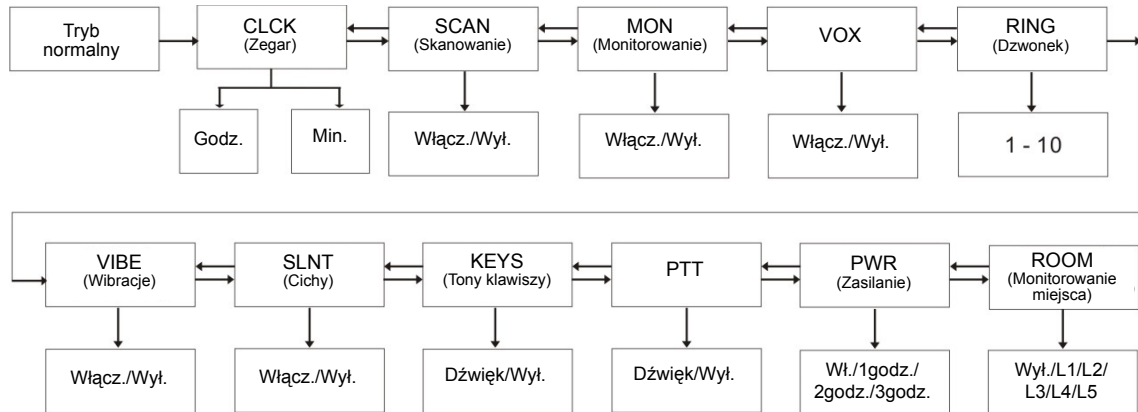 Tryb
normalny
CLCK
(Zegar)
SCAN
(Skanowanie)
MON
(Monitorowanie)
VOX
RING
(Dzwonek)
Godz.
Min.
Włącz./Wył.
Włącz./Wył.
Włącz./Wył.
1 - 10
VIBE
(Wibracje)
SLNT
(Cichy)
KEYS
(Tony klawiszy)
PTT
PWR
(Zasilanie)
ROOM
(Monitorowanie
miejsca)
Włącz./Wył.
Włącz./Wył.
Dźwięk/Wył.
Dźwięk/Wył.
Wł./1godz./
2godz./3godz.
Wył./L1/L2/
L3/L4/L5